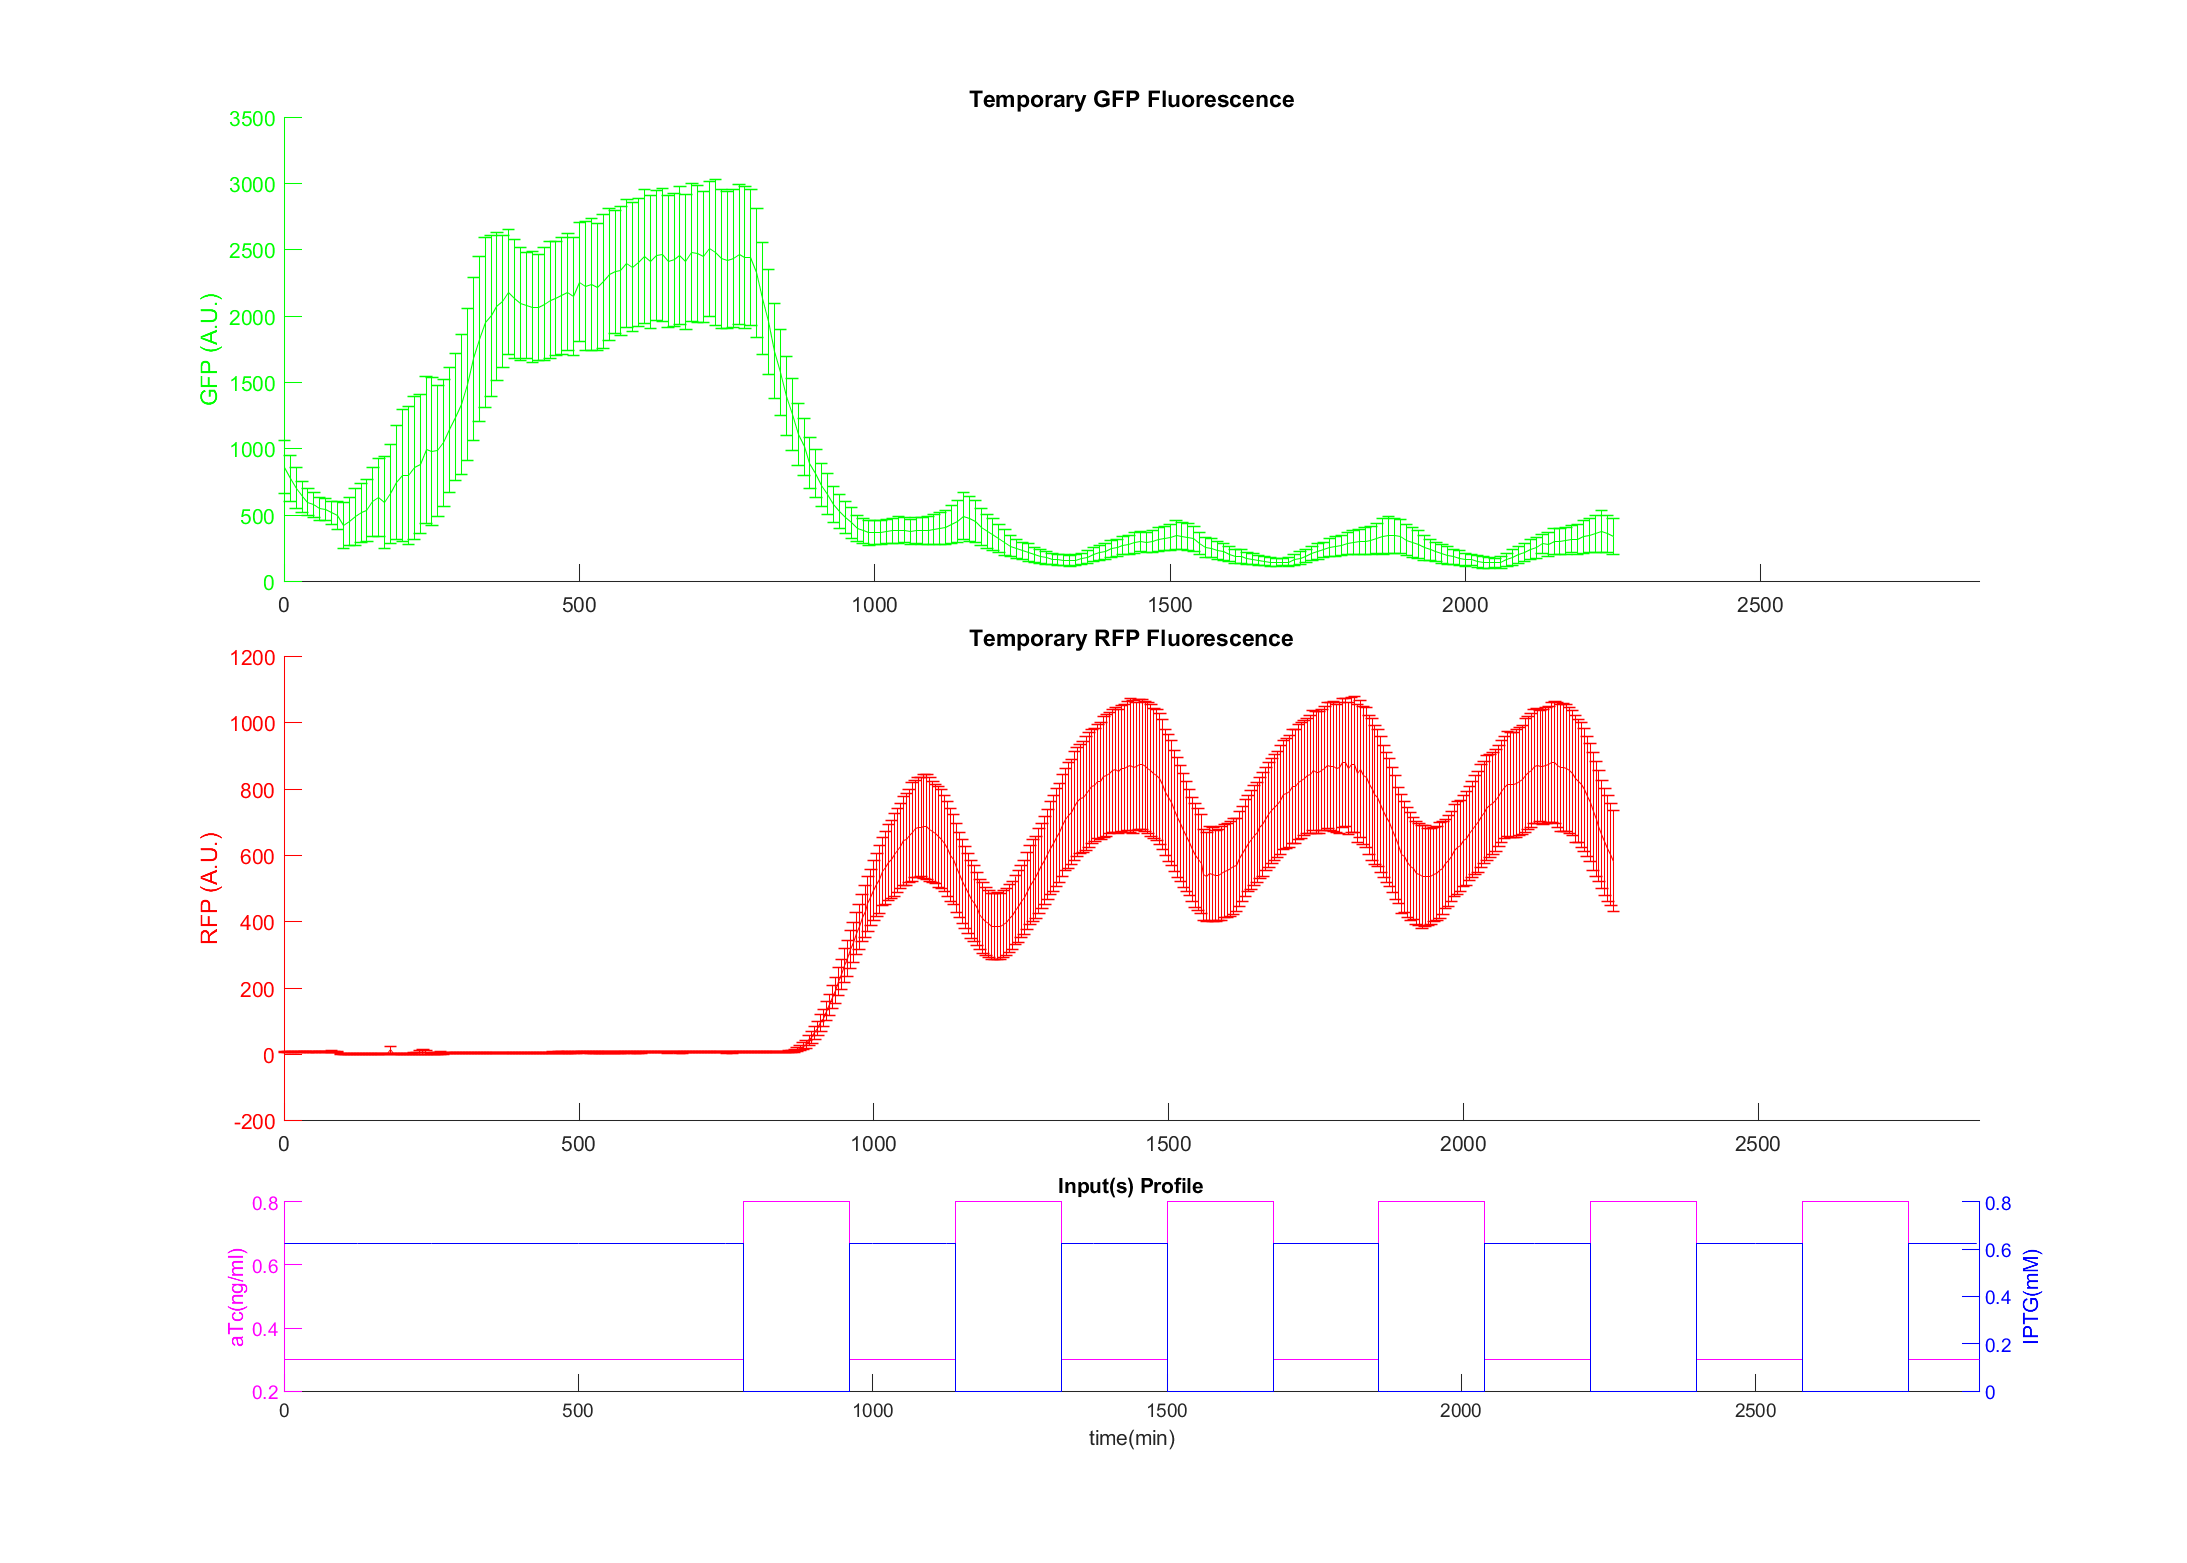 Temporary GFP Fluorescence
GFP (A.U.)
3500
3000
2500
2000
1500
1000
500
0
0 500 1000 1500 2000 2500
Temporary RFP Fluorescence
RFP (A.U.)
1200
1000
800
600
400
200
0
-200
0 500 1000 1500 2000 2500
Input(s) Profile
aTc(ng/ml)
0.8
0.6
0.4
0.2
IPTG(mM)
0.8
0.6
0.4
0.2
0
0 500 1000 1500 2000 2500
time(min)